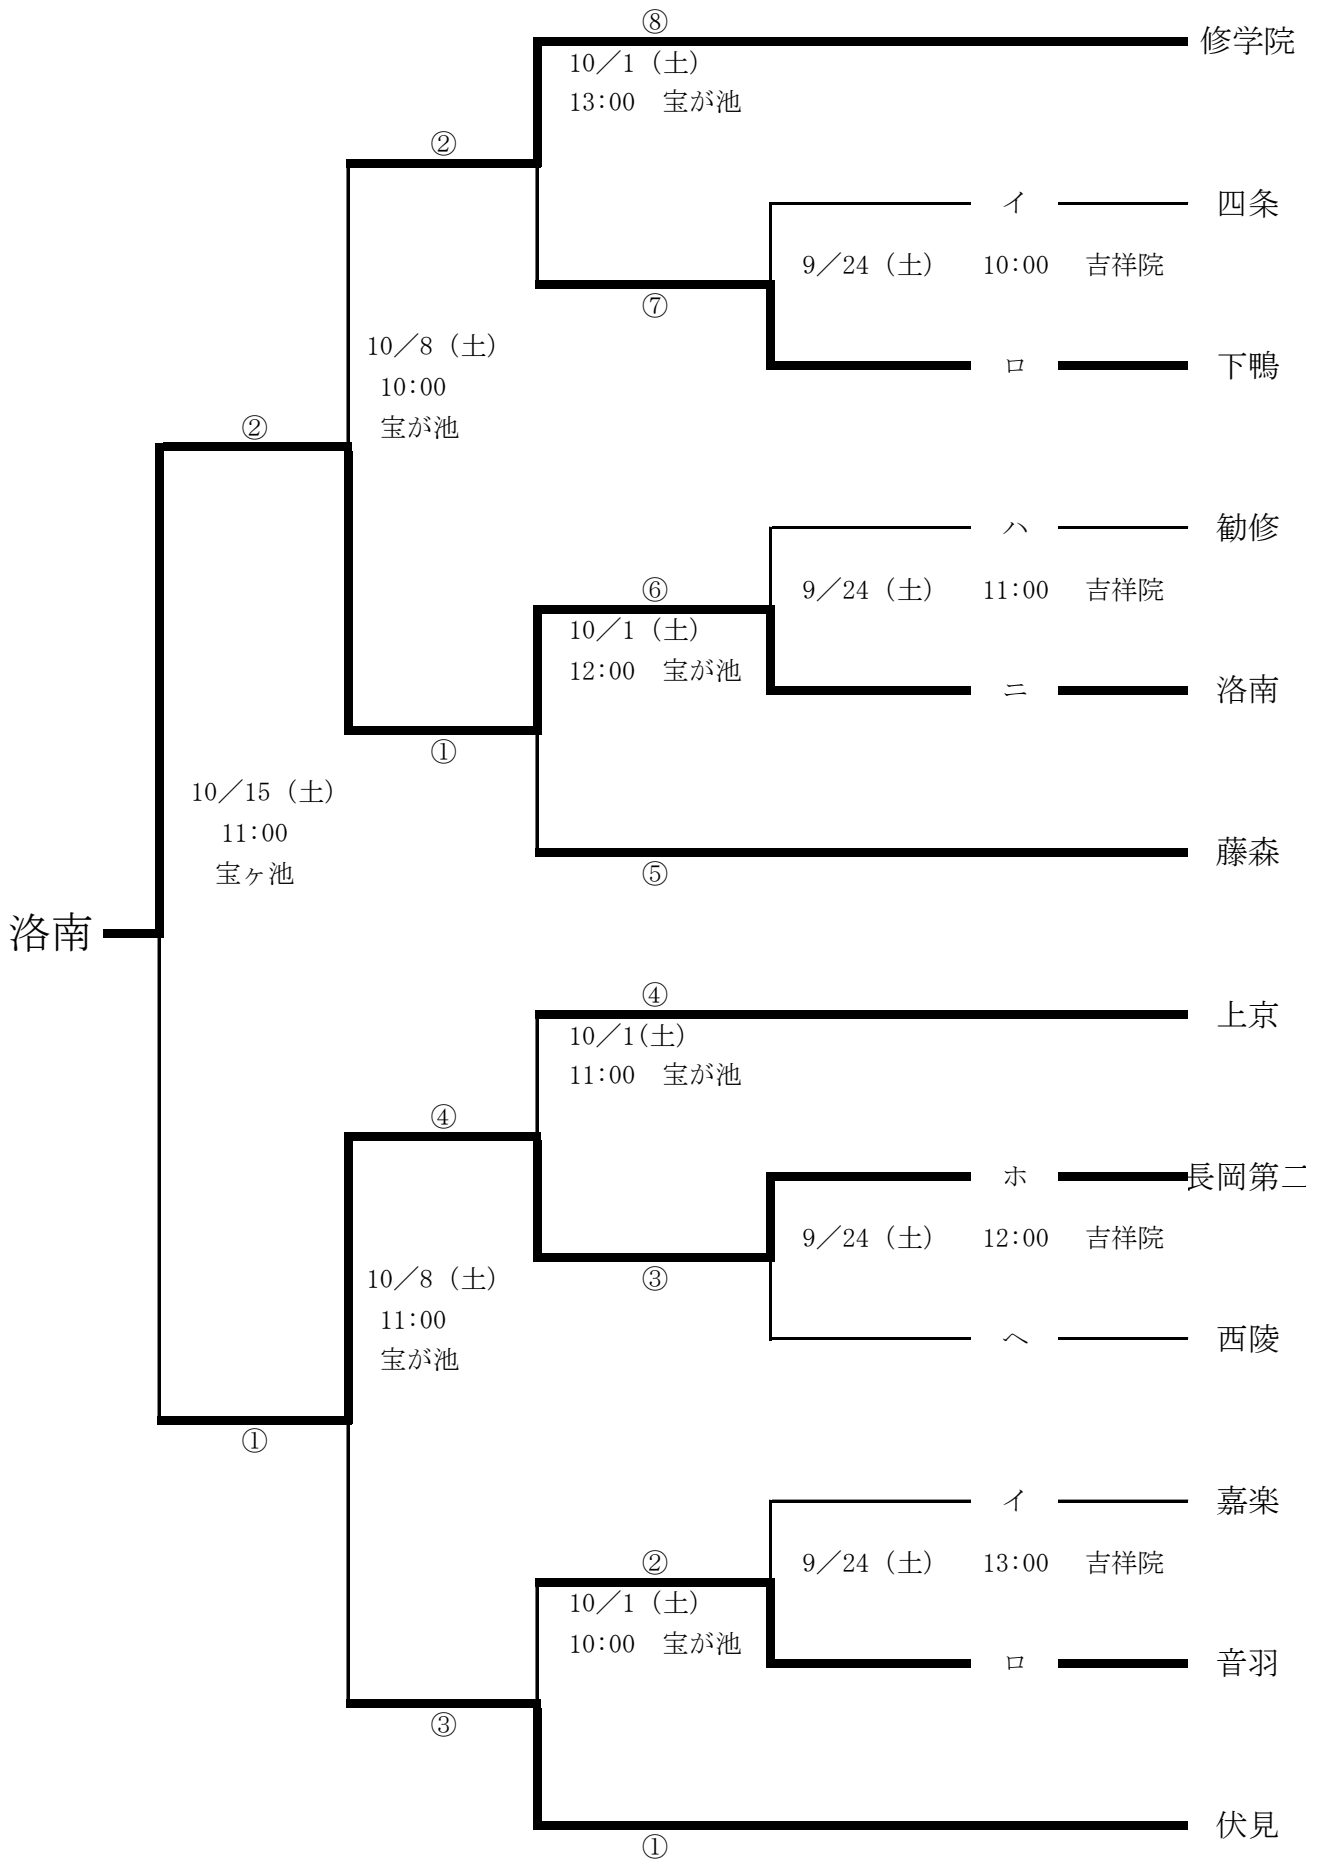 ⑧
修学院
10／1（土）
13:00　宝が池
②
イ　四条
9／24（土）　10:00　吉祥院
⑦
10／8（土）
10:00
宝が池
ロ　下鴨
②
ハ　勧修
⑥
9／24（土）　11:00　吉祥院
10／1（土）
12:00　宝が池
ニ　洛南
①
10／15（土）
11:00
宝ヶ池
藤森
⑤
洛南
④
上京
10／1(土）
11:00　宝が池
④
ホ　長岡第二
9／24（土）　12:00　吉祥院
③
10／8（土）
11:00
宝が池
ヘ　西陵
①
イ　嘉楽
②
9／24（土）　13:00　吉祥院
10／1（土）
10:00　宝が池
ロ　音羽
③
伏見
①